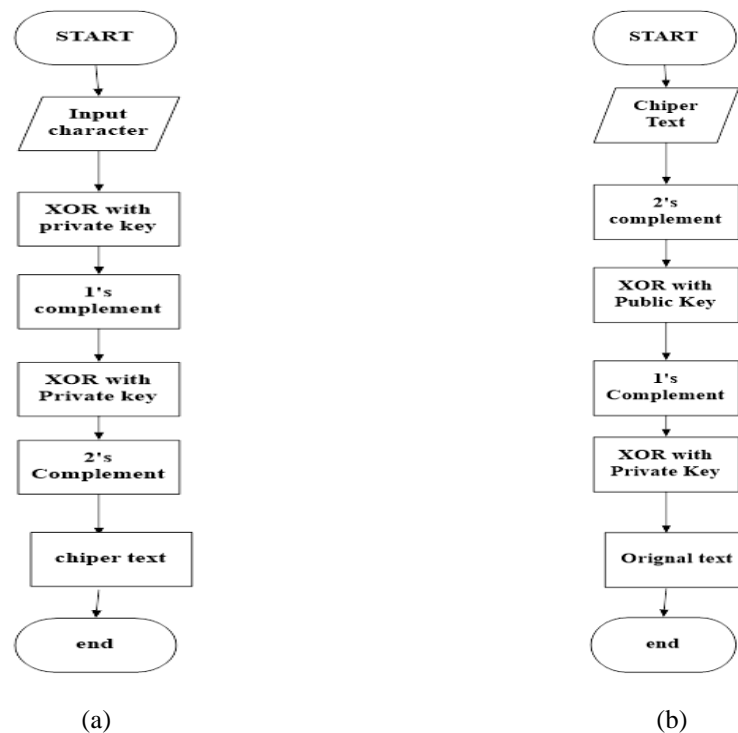 START
Input
character
XOR with
private key
1's
complement
XOR with
Private key
2's
Complement
chiper text
end
(a)
START
Chiper
Text
2's
complement
XOR with
Public Key
1's
Complement
XOR with
Private Key
Orignal text
end
(b)